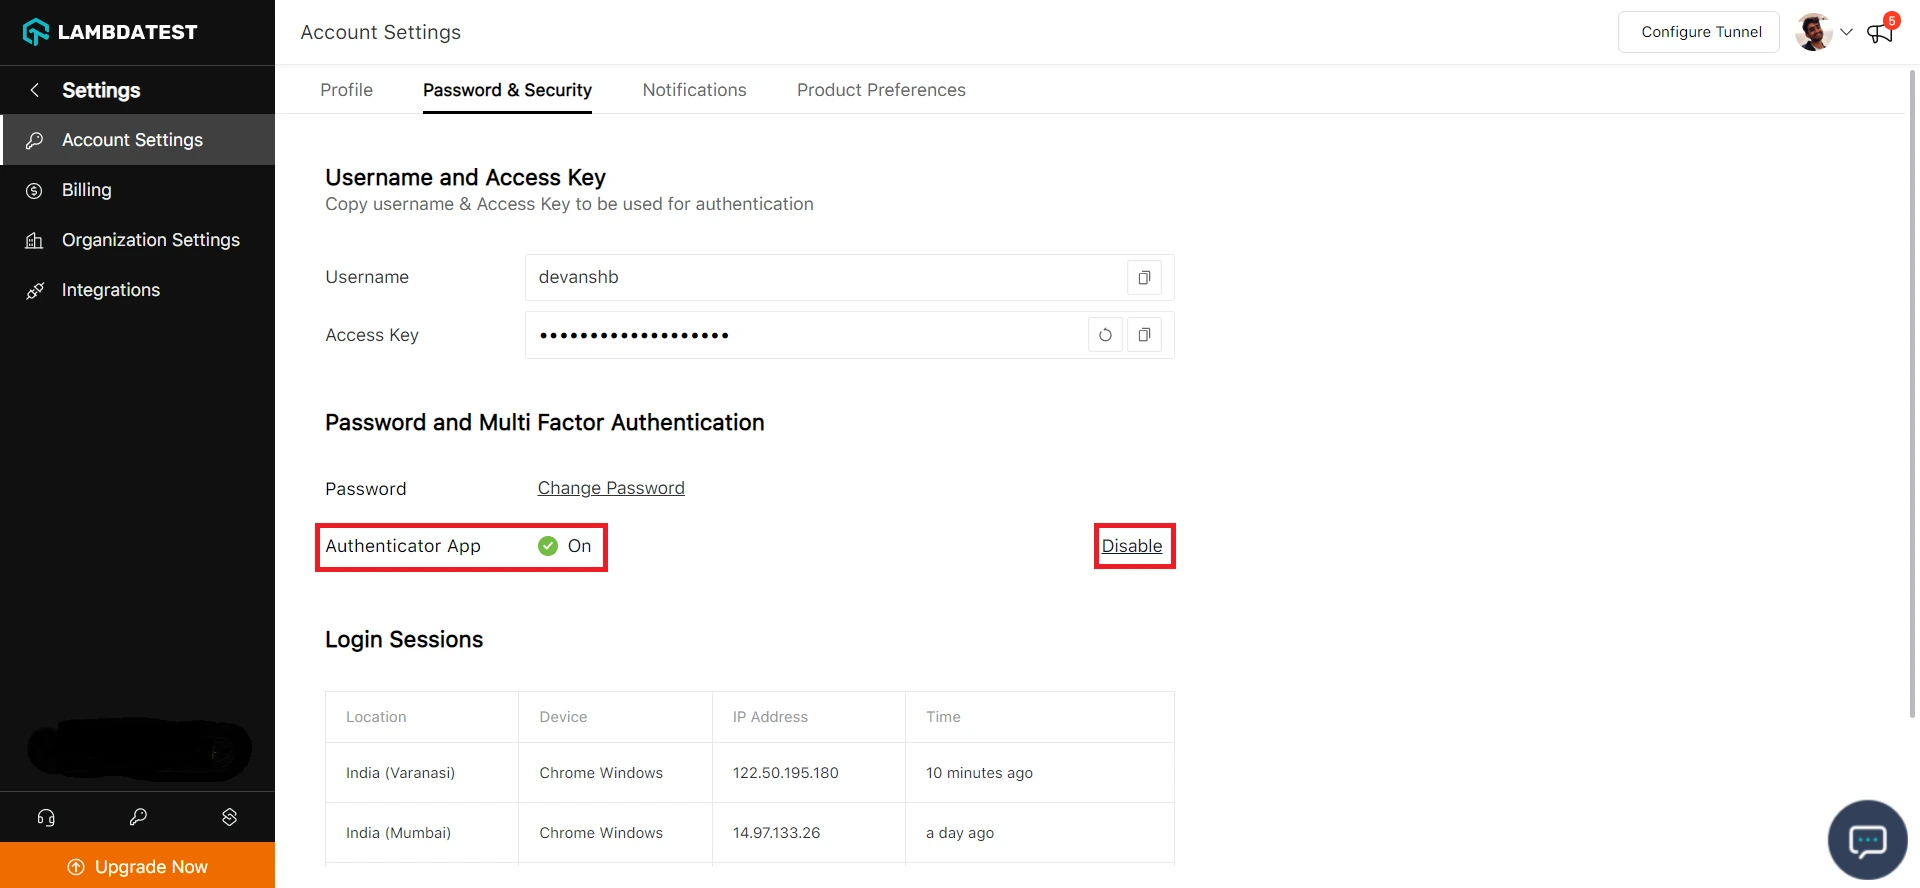 LAMBDATEST
Account Settings
Configure Tunnel
5
Settings
Profile
Password & Security
Notifications
Product Preferences
Account Settings
Billing
Organization Settings
Integrations
Username and Access Key
Copy username & Access Key to be used for authentication
Username
devanshb
Access Key
•••••••••••••••••••
Password and Multi Factor Authentication
Password
Change Password
Authenticator App
On
Disable
Login Sessions
Location Device IP Address Time
India (Varanasi) Chrome Windows 122.50.195.180 10 minutes ago
India (Mumbai) Chrome Windows 14.97.133.26 a day ago
Upgrade Now